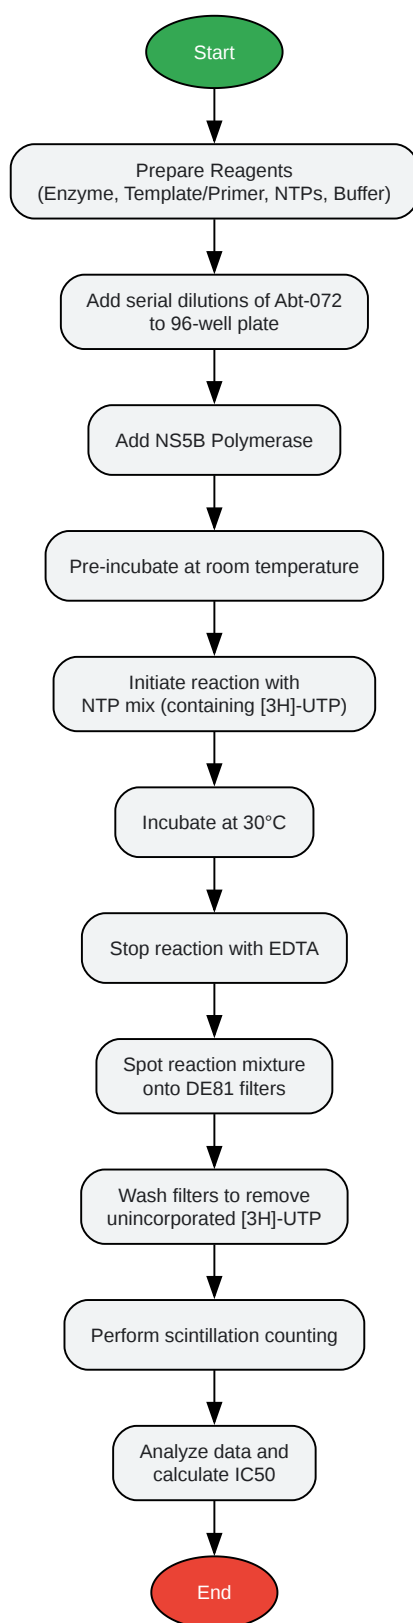 Start
Prepare Reagents
(Enzyme, Template/Primer, NTPs, Buffer)
Add serial dilutions of Abt-072
to 96-well plate
Add NS5B Polymerase
Pre-incubate at room temperature
Initiate reaction with
NTP mix (containing [3H]-UTP)
Incubate at 30°C
Stop reaction with EDTA
Spot reaction mixture
onto DE81 filters
Wash filters to remove
unincorporated [3H]-UTP
Perform scintillation counting
Analyze data and
calculate IC50
End